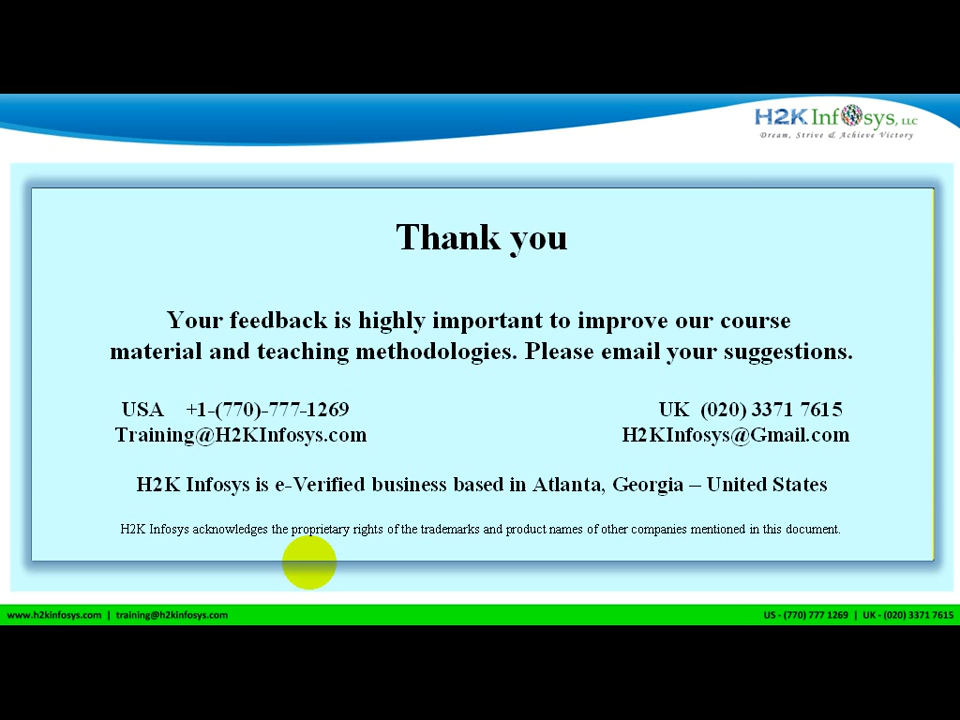 H2K Infosys, LLC
Dream, Strive & Achieve Victory
Thank you
Your feedback is highly important to improve our course
material and teaching methodologies. Please email your suggestions.
USA +1-(770)-777-1269
UK (020) 3371 7615
Training@H2KInfosys.com
H2KInfosys@Gmail.com
H2K Infosys is e-Verified business based in Atlanta, Georgia – United States
H2K Infosys acknowledges the proprietary rights of the trademarks and product names of other companies mentioned in this document.
www.h2kinfosys.com | training@h2kinfosys.com
US - (770) 777 1269 | UK - (020) 3371 7615